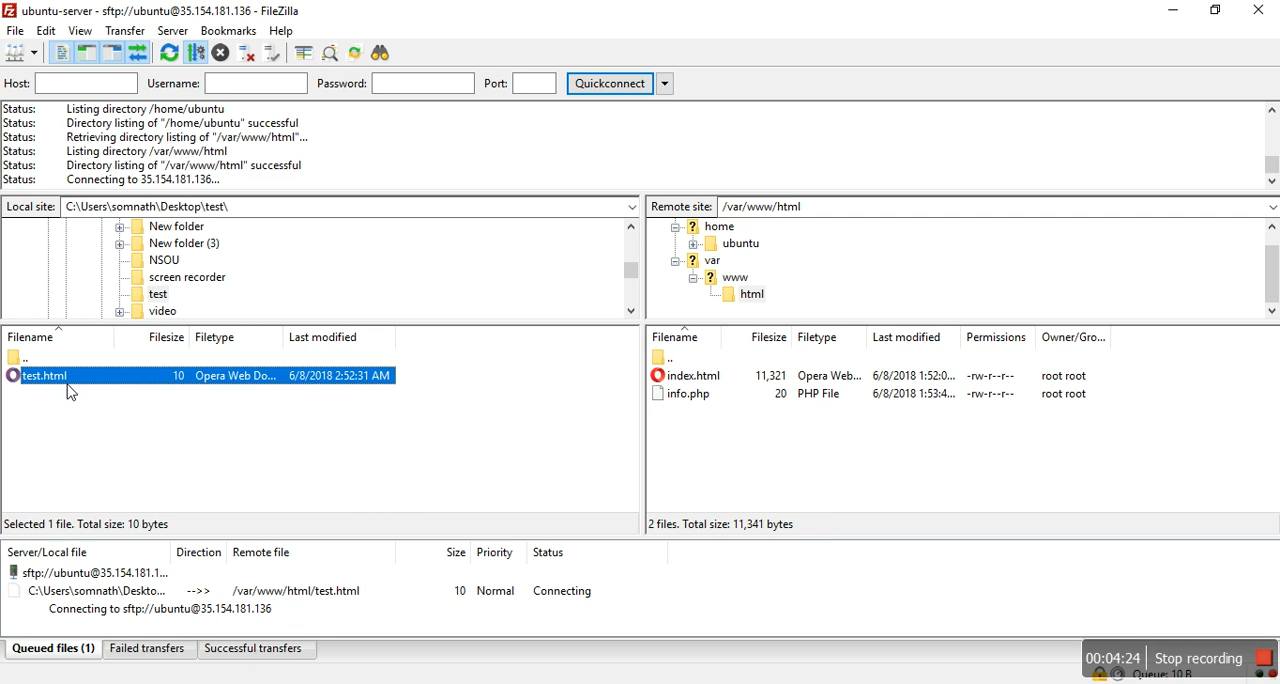 ubuntu-server - sftp://ubuntu@35.154.181.136 - FileZilla
File Edit View Transfer Server Bookmarks Help
Host: Username: Password: Port: Quickconnect
Status: Listing directory /home/ubuntu
Status: Directory listing of "/home/ubuntu" successful
Status: Retrieving directory listing of "/var/www/html"...
Status: Listing directory /var/www/html
Status: Directory listing of "/var/www/html" successful
Status: Connecting to 35.154.181.136...
Local site: C:\Users\somnath\Desktop\test\
New folder
New folder (3)
NSOU
screen recorder
test
video
Remote site: /var/www/html
? home
ubuntu
? var
? www
html
Filename Filesize Filetype Last modified
..
test.html 10 Opera Web Do... 6/8/2018 2:52:31 AM
Selected 1 file. Total size: 10 bytes
Filename Filesize Filetype Last modified Permissions Owner/Gro...
..
index.html 11,321 Opera Web... 6/8/2018 1:52:0... -rw-r--r-- root root
info.php 20 PHP File 6/8/2018 1:53:4... -rw-r--r-- root root
2 files. Total size: 11,341 bytes
Server/Local file Direction Remote file Size Priority Status
sftp://ubuntu@35.154.181.1...
C:\Users\somnath\Deskto... -->> /var/www/html/test.html 10 Normal Connecting
Connecting to sftp://ubuntu@35.154.181.136
Queued files (1) Failed transfers Successful transfers
00:04:24 Stop recording
Queue: 10 B